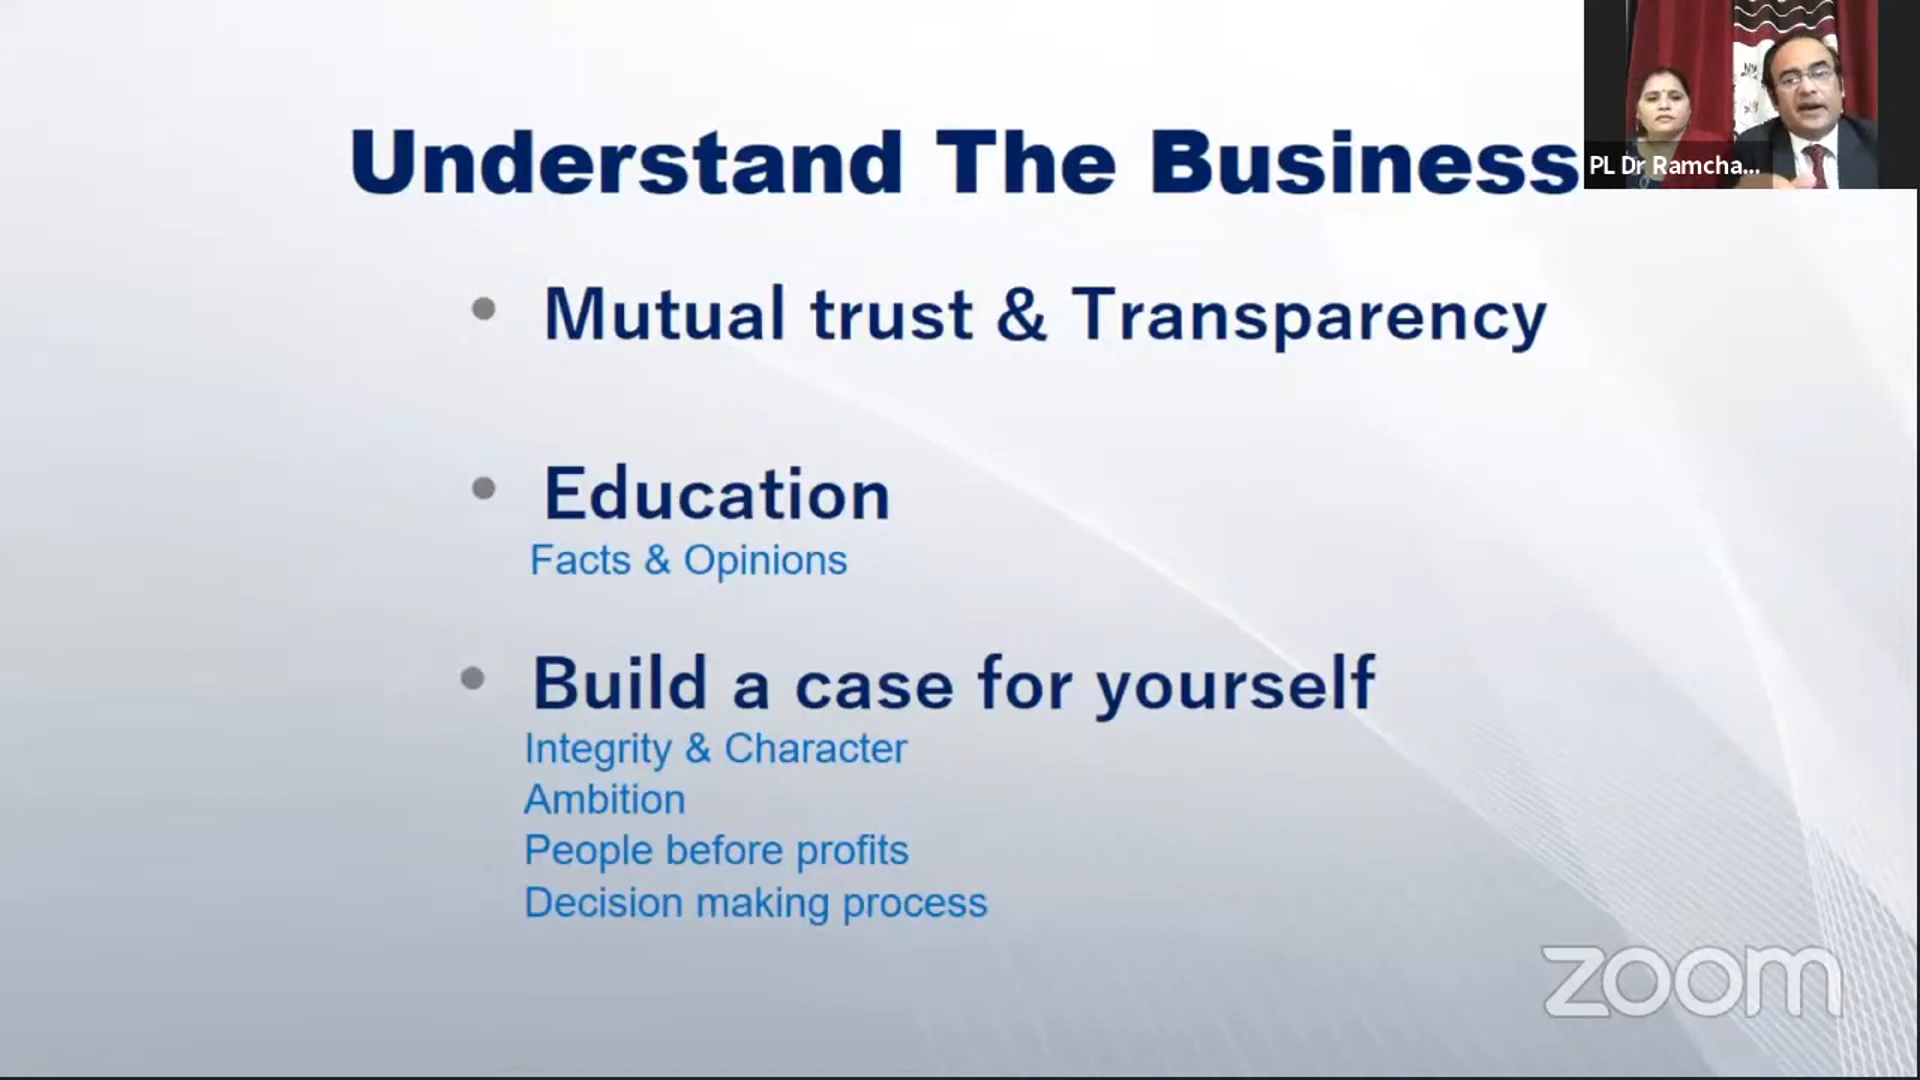 Understand The Business
PL Dr Ramcha...
• Mutual trust & Transparency
• Education
Facts & Opinions
• Build a case for yourself
Integrity & Character
Ambition
People before profits
Decision making process
zoom